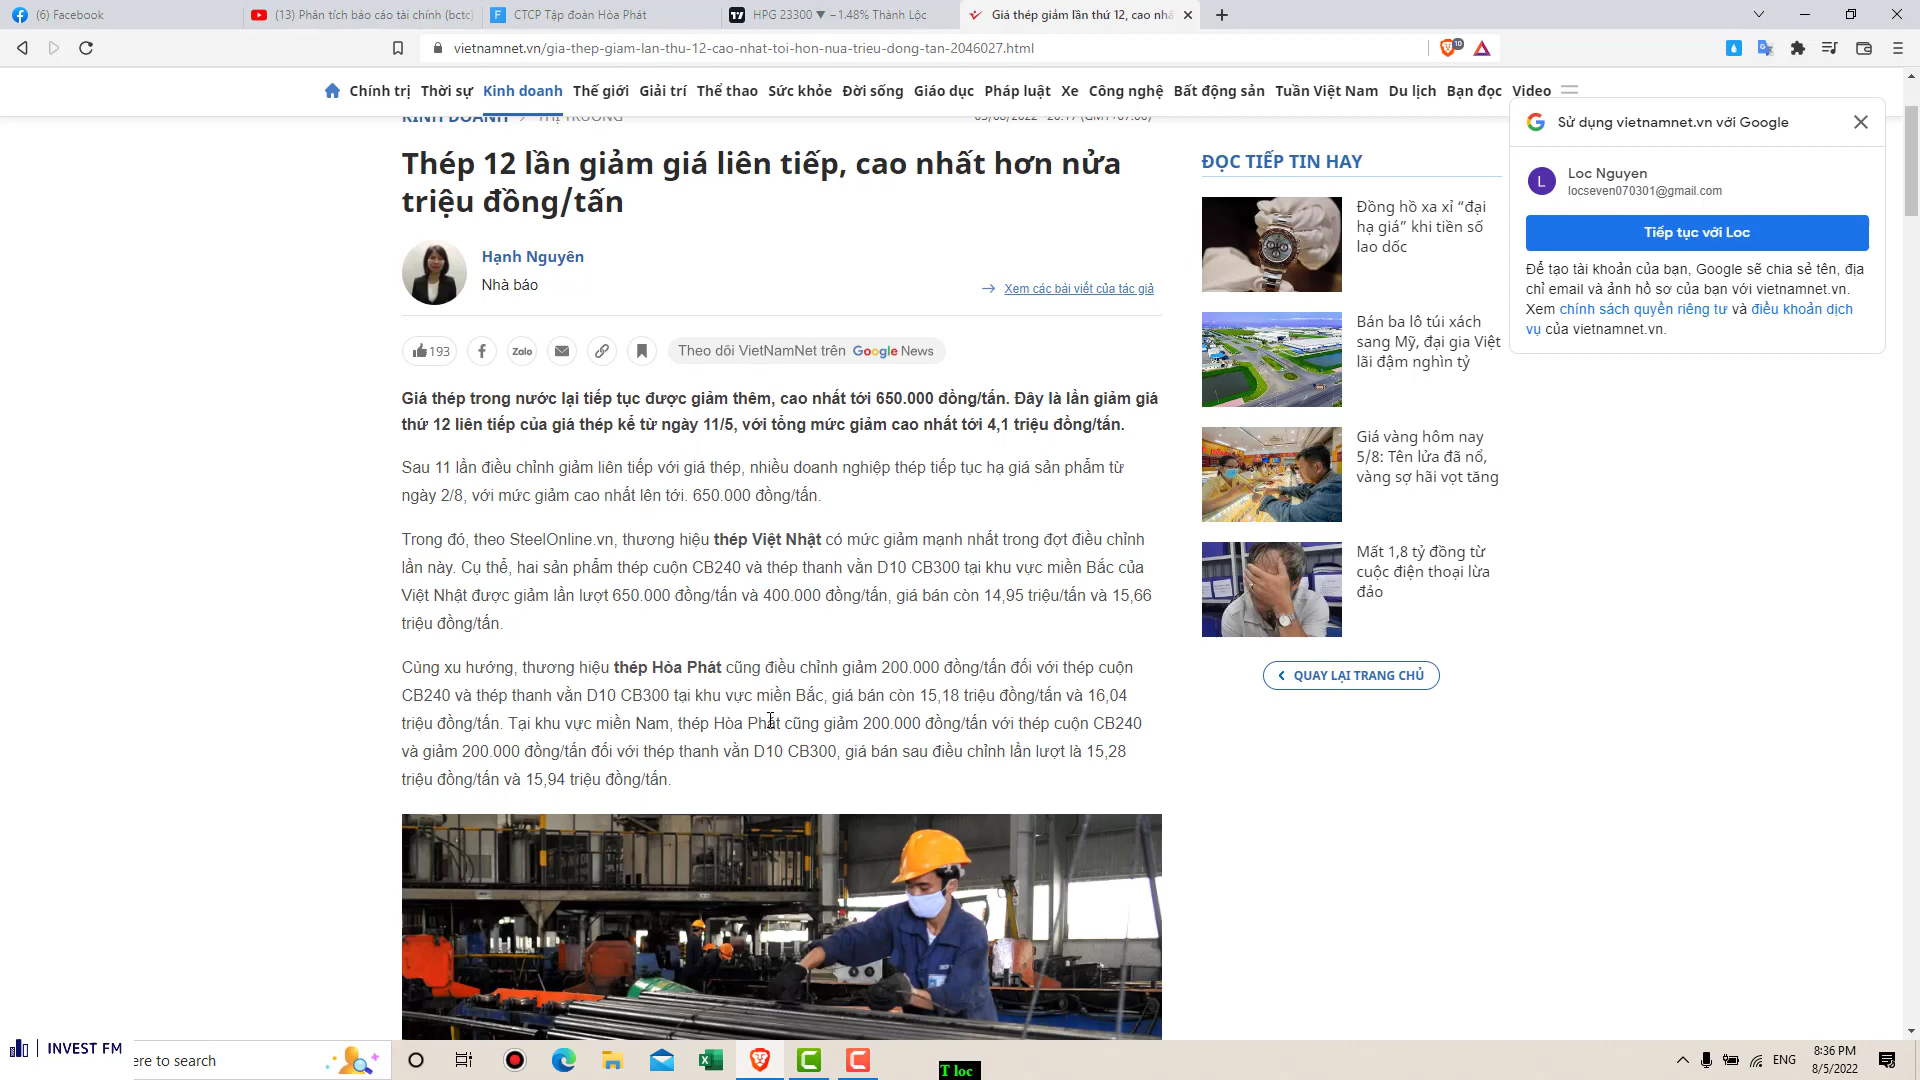 (6) Facebook
(13) Phân tích báo cáo tài chính (bctc)
CTCP Tập đoàn Hòa Phát
HPG 23300 ▼ −1.48% Thành Lộc
Giá thép giảm lần thứ 12, cao nhấ
vietnamnet.vn/gia-thep-giam-lan-thu-12-cao-nhat-toi-hon-nua-trieu-dong-tan-2046027.html
10
Chính trị Thời sự Kinh doanh Thế giới Giải trí Thể thao Sức khỏe Đời sống Giáo dục Pháp luật Xe Công nghệ Bất động sản Tuần Việt Nam Du lịch Bạn đọc Video
KINH DOANH > THỊ TRƯỜNG
05/08/2022 - 20:17 (GMT+07:00)
Thép 12 lần giảm giá liên tiếp, cao nhất hơn nửa
triệu đồng/tấn
Hạnh Nguyên
Nhà báo
Xem các bài viết của tác giả
193
Zalo
Theo dõi VietNamNet trên Google News
Giá thép trong nước lại tiếp tục được giảm thêm, cao nhất tới 650.000 đồng/tấn. Đây là lần giảm giá
thứ 12 liên tiếp của giá thép kể từ ngày 11/5, với tổng mức giảm cao nhất tới 4,1 triệu đồng/tấn.
Sau 11 lần điều chỉnh giảm liên tiếp với giá thép, nhiều doanh nghiệp thép tiếp tục hạ giá sản phẩm từ
ngày 2/8, với mức giảm cao nhất lên tới. 650.000 đồng/tấn.
Trong đó, theo SteelOnline.vn, thương hiệu thép Việt Nhật có mức giảm mạnh nhất trong đợt điều chỉnh
lần này. Cụ thể, hai sản phẩm thép cuộn CB240 và thép thanh vằn D10 CB300 tại khu vực miền Bắc của
Việt Nhật được giảm lần lượt 650.000 đồng/tấn và 400.000 đồng/tấn, giá bán còn 14,95 triệu/tấn và 15,66
triệu đồng/tấn.
Cùng xu hướng, thương hiệu thép Hòa Phát cũng điều chỉnh giảm 200.000 đồng/tấn đối với thép cuộn
CB240 và thép thanh vằn D10 CB300 tại khu vực miền Bắc, giá bán còn 15,18 triệu đồng/tấn và 16,04
triệu đồng/tấn. Tại khu vực miền Nam, thép Hòa Phát cũng giảm 200.000 đồng/tấn với thép cuộn CB240
và giảm 200.000 đồng/tấn đối với thép thanh vằn D10 CB300, giá bán sau điều chỉnh lần lượt là 15,28
triệu đồng/tấn và 15,94 triệu đồng/tấn.
ĐỌC TIẾP TIN HAY
Đồng hồ xa xỉ “đại
hạ giá” khi tiền số
lao dốc
Bán ba lô túi xách
sang Mỹ, đại gia Việt
lãi đậm nghìn tỷ
Giá vàng hôm nay
5/8: Tên lửa đã nổ,
vàng sợ hãi vọt tăng
Mất 1,8 tỷ đồng từ
cuộc điện thoại lừa
đảo
QUAY LẠI TRANG CHỦ
Sử dụng vietnamnet.vn với Google
L
Loc Nguyen
locseven070301@gmail.com
Tiếp tục với Loc
Để tạo tài khoản của bạn, Google sẽ chia sẻ tên, địa
chỉ email và ảnh hồ sơ của bạn với vietnamnet.vn.
Xem chính sách quyền riêng tư và điều khoản dịch
vụ của vietnamnet.vn.
INVEST FM
ere to search
T loc
ENG
8:36 PM
8/5/2022